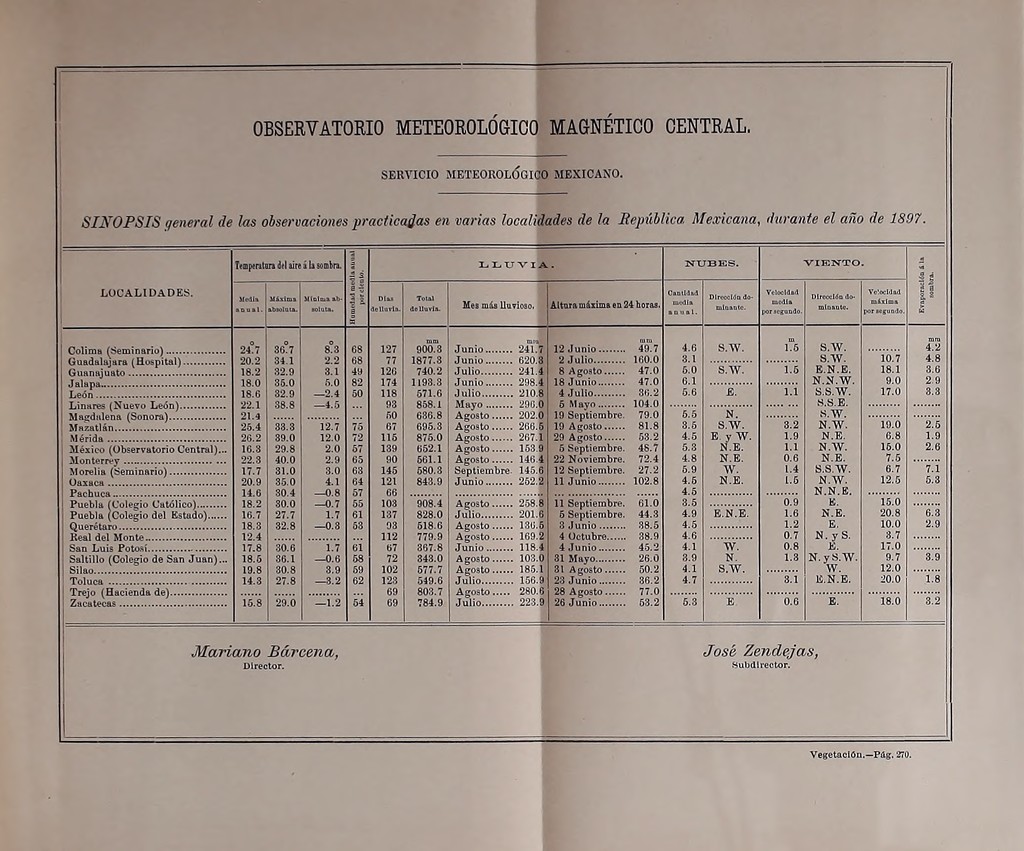 OBSERVATORIO METEOROLÓGICO MAGNÉTICO CENTRAL.
SERVICIO METEOROLÓGICO MEXICANO.
SINOPSIS general de las observaciones practicadas en varias localidades de la República Mexicana, durante el año de 1897.
LOCALIDADES. Temperatura del aire á la sombra. Humedad media anual por ciento. LLUVIA. NUBES. VIENTO. Evaporación á la sombra.
Media anual. Máxima absoluta. Mínima absoluta. Días de lluvia. Total de lluvia. Mes más lluvioso. Altura máxima en 24 horas. Cantidad media anual. Dirección dominante. Velocidad media por segundo. Dirección dominante. Velocidad máxima por segundo.
o o o mm mm mm m mm
Colima (Seminario) 24.7 36.7 8.3 68 127 900.3 Junio 241.7 12 Junio 49.7 4.6 S.W. 1.5 S.W. ......... 4.2
Guadalajara (Hospital) 20.2 34.1 2.2 68 77 1877.3 Junio 620.3 2 Julio 160.0 3.1 ......... ......... S.W. 10.7 4.8
Guanajuato 18.2 32.9 3.1 49 126 740.2 Julio 241.4 8 Agosto 47.0 5.0 S.W. 1.5 E.N.E. 18.1 3.6
Jalapa 18.0 35.0 5.0 82 174 1193.3 Junio 298.4 18 Junio 47.0 6.1 ......... ......... N.N.W. 9.0 2.9
León 18.6 32.9 —2.4 50 118 571.6 Julio 210.8 4 Julio 36.2 5.6 E. 1.1 S.S.W. 17.0 3.3
Linares (Nuevo León) 22.1 38.8 —4.5 ... 93 858.1 Mayo 296.0 5 Mayo 104.0 ......... ......... ......... S.S.E. ......... .........
Magdalena (Sonora) 21.4 ...... ...... ... 50 636.8 Agosto 202.0 19 Septiembre. 79.0 5.5 N. ......... S.W. ......... .........
Mazatlán 25.4 33.3 12.7 75 67 695.3 Agosto 266.5 19 Agosto 81.8 3.5 S.W. 3.2 N.W. 19.0 2.5
Mérida 26.2 39.0 12.0 72 115 875.0 Agosto 267.1 29 Agosto 53.2 4.5 E y W. 1.9 N.E. 6.8 1.9
México (Observatorio Central)... 16.3 29.8 2.0 57 139 652.1 Agosto 153.9 5 Septiembre. 48.7 5.3 N.E. 1.1 N.W. 15.0 2.6
Monterrey 22.3 40.0 2.9 65 90 561.1 Agosto 146.4 22 Noviembre. 72.4 4.8 N.E. 0.6 N.E. 7.5 .........
Morelia (Seminario) 17.7 31.0 3.0 63 145 580.3 Septiembre. 145.6 12 Septiembre. 27.2 5.9 W. 1.4 S.S.W. 6.7 7.1
Oaxaca 20.9 35.0 4.1 64 121 843.9 Junio 252.2 11 Junio 102.8 4.5 N.E. 1.5 N.W. 12.5 5.3
Pachuca 14.6 30.4 —0.8 57 66 ......... ......... ......... 4.5 ......... ......... N.N.E. ......... .........
Puebla (Colegio Católico) 18.2 30.0 —0.7 55 103 908.4 Agosto 258.8 11 Septiembre. 61.0 3.5 ......... 0.9 E. 15.0 .........
Puebla (Colegio del Estado) 16.7 27.7 1.7 61 137 828.0 Julio 201.6 5 Septiembre. 44.3 4.9 E.N.E. 1.6 N.E. 20.8 6.3
Querétaro 18.3 32.8 —0.3 53 93 518.6 Agosto 136.5 3 Junio 38.5 4.5 ......... 1.2 E. 10.0 2.9
Real del Monte 12.4 ...... ...... ... 112 779.9 Agosto 169.2 4 Octubre 38.9 4.6 ......... 0.7 N. y S. 3.7 .........
San Luis Potosí 17.8 30.6 1.7 61 67 367.8 Junio 118.4 4 Junio 45.2 4.1 W. 0.8 E. 17.0 .........
Saltillo (Colegio de San Juan)... 18.5 36.1 —0.6 58 72 343.0 Agosto 103.0 31 Mayo 26.0 3.9 N. 1.3 N. y S.W. 9.7 3.9
Silao 19.8 30.8 3.9 59 102 577.7 Agosto 185.1 31 Agosto 50.2 4.1 S.W. ......... W. 12.0 .........
Toluca 14.3 27.8 —3.2 62 123 549.6 Julio 156.9 23 Junio 36.2 4.7 ......... 3.1 E.N.E. 20.0 1.8
Trejo (Hacienda de) ...... ...... ...... ... 69 803.7 Agosto 280.6 28 Agosto 77.0 ......... ......... ......... ......... ......... .........
Zacatecas 15.8 29.0 —1.2 54 69 784.9 Julio 223.9 26 Junio 53.2 5.3 E 0.6 E. 18.0 3.2
Mariano Bárcena, José Zendejas,
Director. Subdirector.
Vegetación.—Pág. 270.